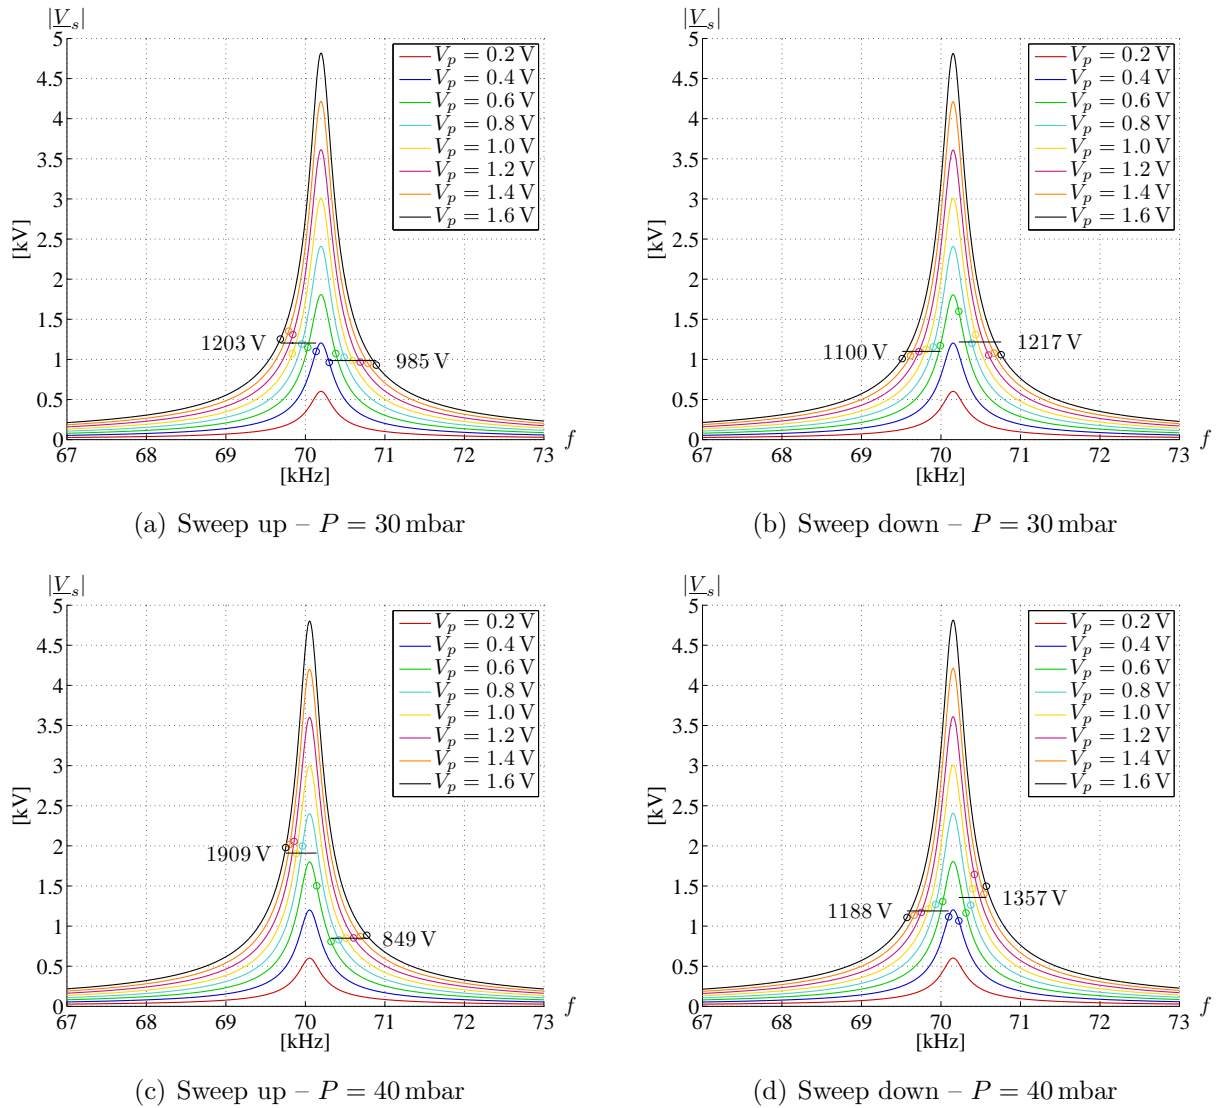 |V_s|
5
4.5
4
3.5
3
2.5
2
1.5
1
0.5
0
[kV]
V_p = 0.2 V
V_p = 0.4 V
V_p = 0.6 V
V_p = 0.8 V
V_p = 1.0 V
V_p = 1.2 V
V_p = 1.4 V
V_p = 1.6 V
1203 V
985 V
67 68 69 70 71 72 73 f
[kHz]
(a) Sweep up – P = 30 mbar
|V_s|
5
4.5
4
3.5
3
2.5
2
1.5
1
0.5
0
[kV]
V_p = 0.2 V
V_p = 0.4 V
V_p = 0.6 V
V_p = 0.8 V
V_p = 1.0 V
V_p = 1.2 V
V_p = 1.4 V
V_p = 1.6 V
1100 V
1217 V
67 68 69 70 71 72 73 f
[kHz]
(b) Sweep down – P = 30 mbar
|V_s|
5
4.5
4
3.5
3
2.5
2
1.5
1
0.5
0
[kV]
V_p = 0.2 V
V_p = 0.4 V
V_p = 0.6 V
V_p = 0.8 V
V_p = 1.0 V
V_p = 1.2 V
V_p = 1.4 V
V_p = 1.6 V
1909 V
849 V
67 68 69 70 71 72 73 f
[kHz]
(c) Sweep up – P = 40 mbar
|V_s|
5
4.5
4
3.5
3
2.5
2
1.5
1
0.5
0
[kV]
V_p = 0.2 V
V_p = 0.4 V
V_p = 0.6 V
V_p = 0.8 V
V_p = 1.0 V
V_p = 1.2 V
V_p = 1.4 V
V_p = 1.6 V
1188 V
1357 V
67 68 69 70 71 72 73 f
[kHz]
(d) Sweep down – P = 40 mbar